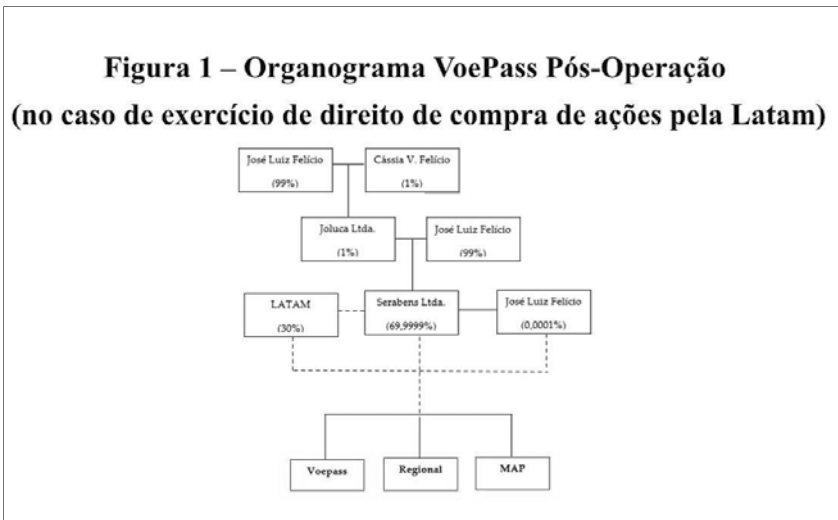 Figura 1 – Organograma VoePass Pós-Operação
(no caso de exercício de direito de compra de ações pela Latam)
José Luiz Felício
(99%)
Cássia V. Felício
(1%)
Joluca Ltda.
(1%)
José Luiz Felício
(99%)
LATAM
(30%)
Serabens Ltda.
(69,9999%)
José Luiz Felício
(0,0001%)
Voepass
Regional
MAP